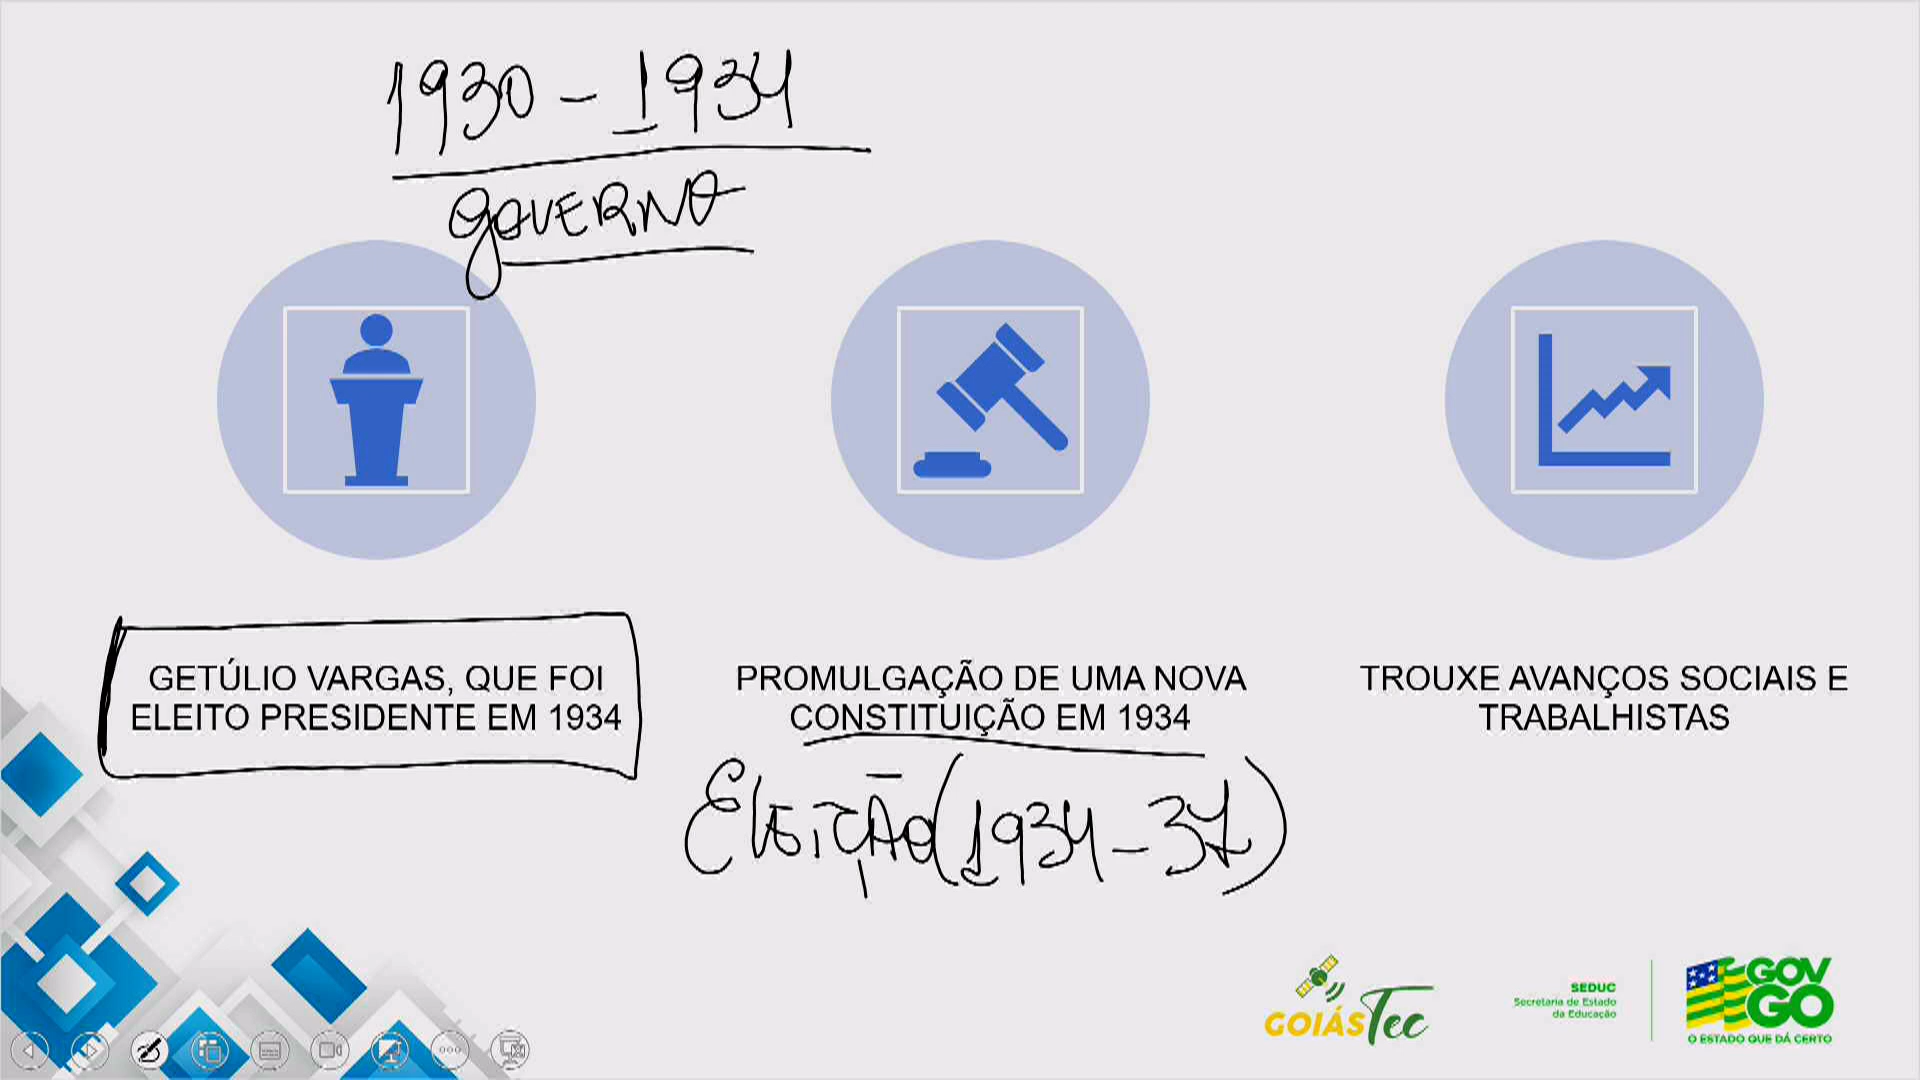 1930 - 1934
GOVERNO
GETÚLIO VARGAS, QUE FOI
ELEITO PRESIDENTE EM 1934
PROMULGAÇÃO DE UMA NOVA
CONSTITUIÇÃO EM 1934
ELEIÇÃO (1934 - 37)
TROUXE AVANÇOS SOCIAIS E
TRABALHISTAS
GOIÁS Tec
SEDUC
Secretaria de Estado
da Educação
GOV
GO
O ESTADO QUE DÁ CERTO